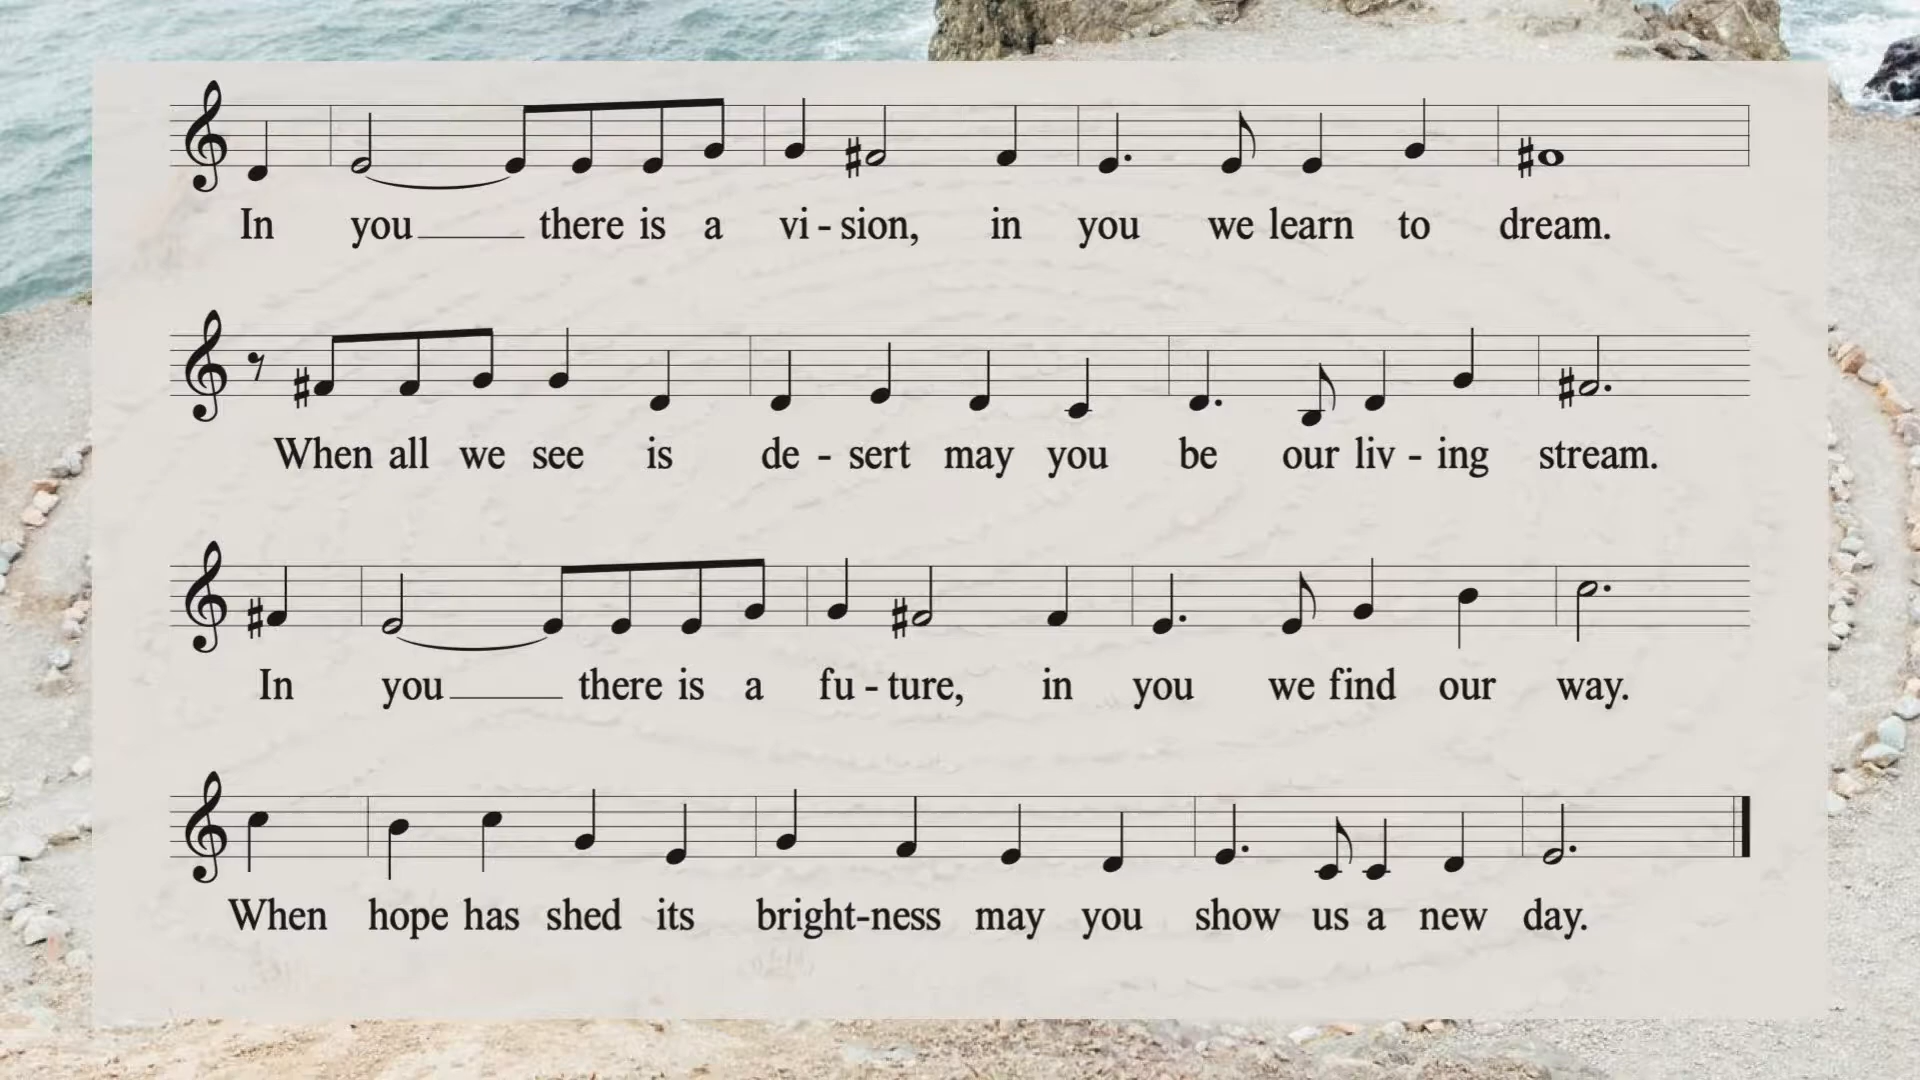 In you there is a vi - sion, in you we learn to dream.
When all we see is de - sert may you be our liv - ing stream.
In you there is a fu - ture, in you we find our way.
When hope has shed its bright-ness may you show us a new day.